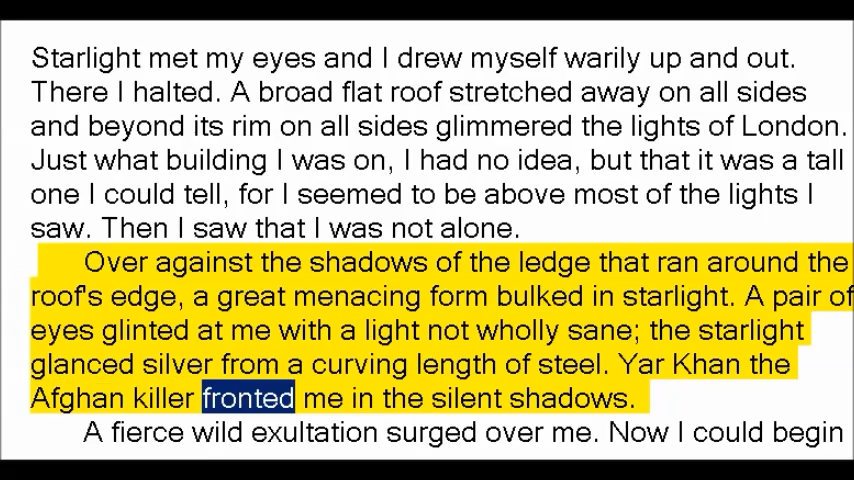 Starlight met my eyes and I drew myself warily up and out.
There I halted. A broad flat roof stretched away on all sides
and beyond its rim on all sides glimmered the lights of London.
Just what building I was on, I had no idea, but that it was a tall
one I could tell, for I seemed to be above most of the lights I
saw. Then I saw that I was not alone.
Over against the shadows of the ledge that ran around the
roof's edge, a great menacing form bulked in starlight. A pair of
eyes glinted at me with a light not wholly sane; the starlight
glanced silver from a curving length of steel. Yar Khan the
Afghan killer fronted me in the silent shadows.
A fierce wild exultation surged over me. Now I could begin